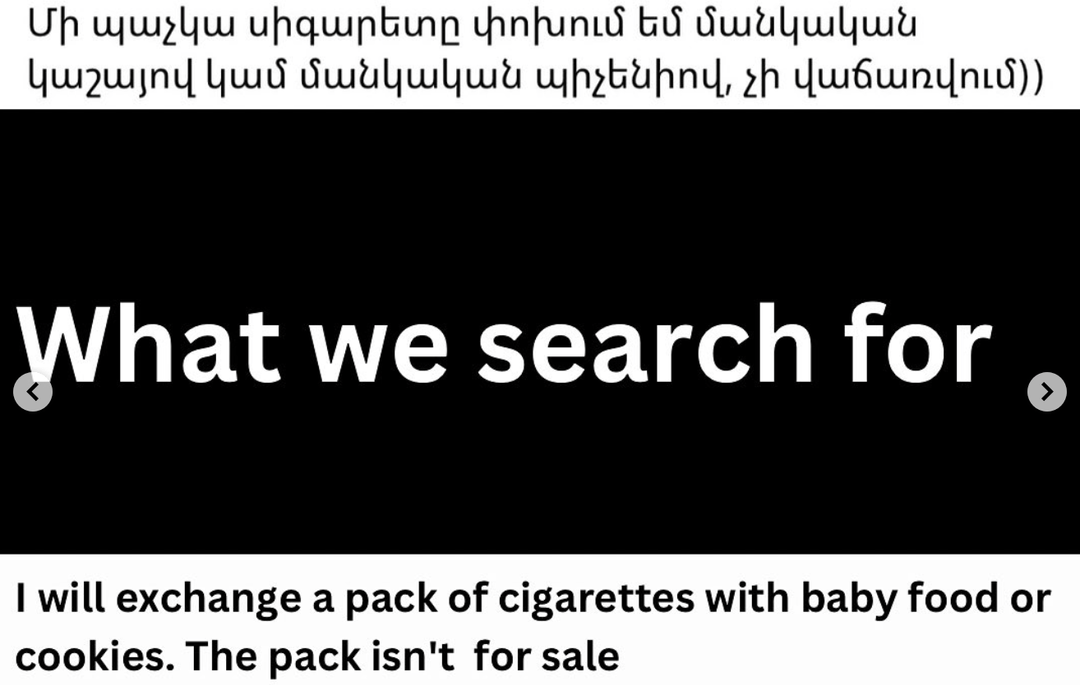 Մի պաչկա սիգարետը փոխում եմ մանկական
կաշայով կամ մանկական պիչենիով, չի վաճառվում))
What we search for
I will exchange a pack of cigarettes with baby food or
cookies. The pack isn't for sale